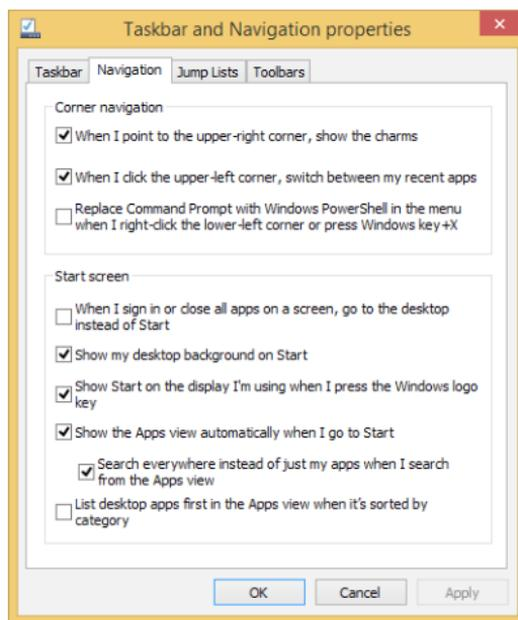 Taskbar and Navigation properties
Taskbar
Navigation
Jump Lists
Toolbars
Corner navigation
When I point to the upper-right corner, show the charms
When I click the upper-left corner, switch between my recent apps
Replace Command Prompt with Windows PowerShell in the menu
when I right-click the lower-left corner or press Windows key+X
Start screen
When I sign in or close all apps on a screen, go to the desktop
instead of Start
Show my desktop background on Start
Show Start on the display I'm using when I press the Windows logo
key
Show the Apps view automatically when I go to Start
Search everywhere instead of just my apps when I search
from the Apps view
List desktop apps first in the Apps view when it's sorted by
category
OK
Cancel
Apply